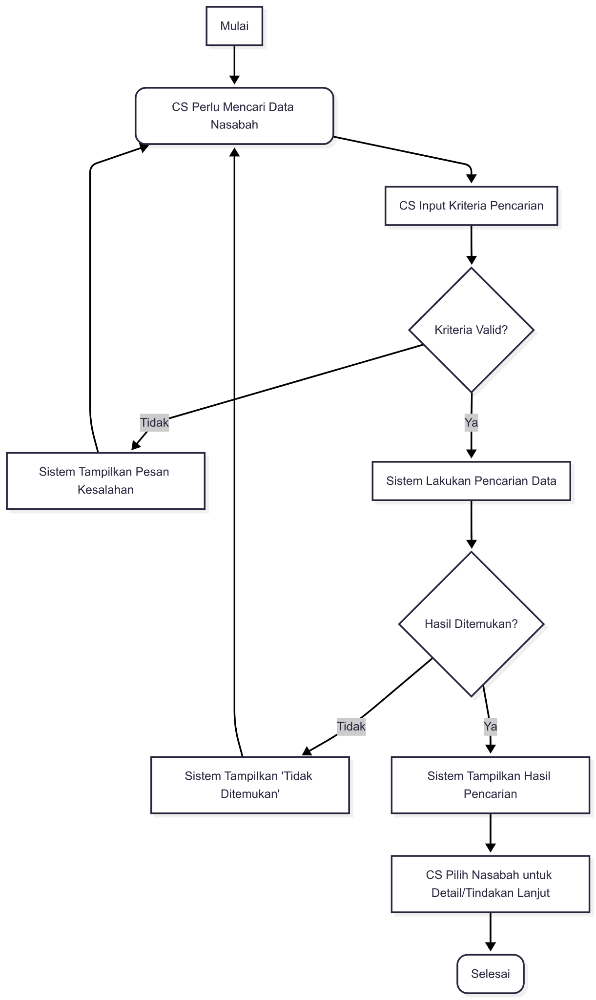 Mulai
CS Perlu Mencari Data
Nasabah
CS Input Kriteria Pencarian
Kriteria Valid?
Tidak
Ya
Sistem Tampilkan Pesan
Kesalahan
Sistem Lakukan Pencarian Data
Hasil Ditemukan?
Tidak
Ya
Sistem Tampilkan 'Tidak
Ditemukan'
Sistem Tampilkan Hasil
Pencarian
CS Pilih Nasabah untuk
Detail/Tindakan Lanjut
Selesai